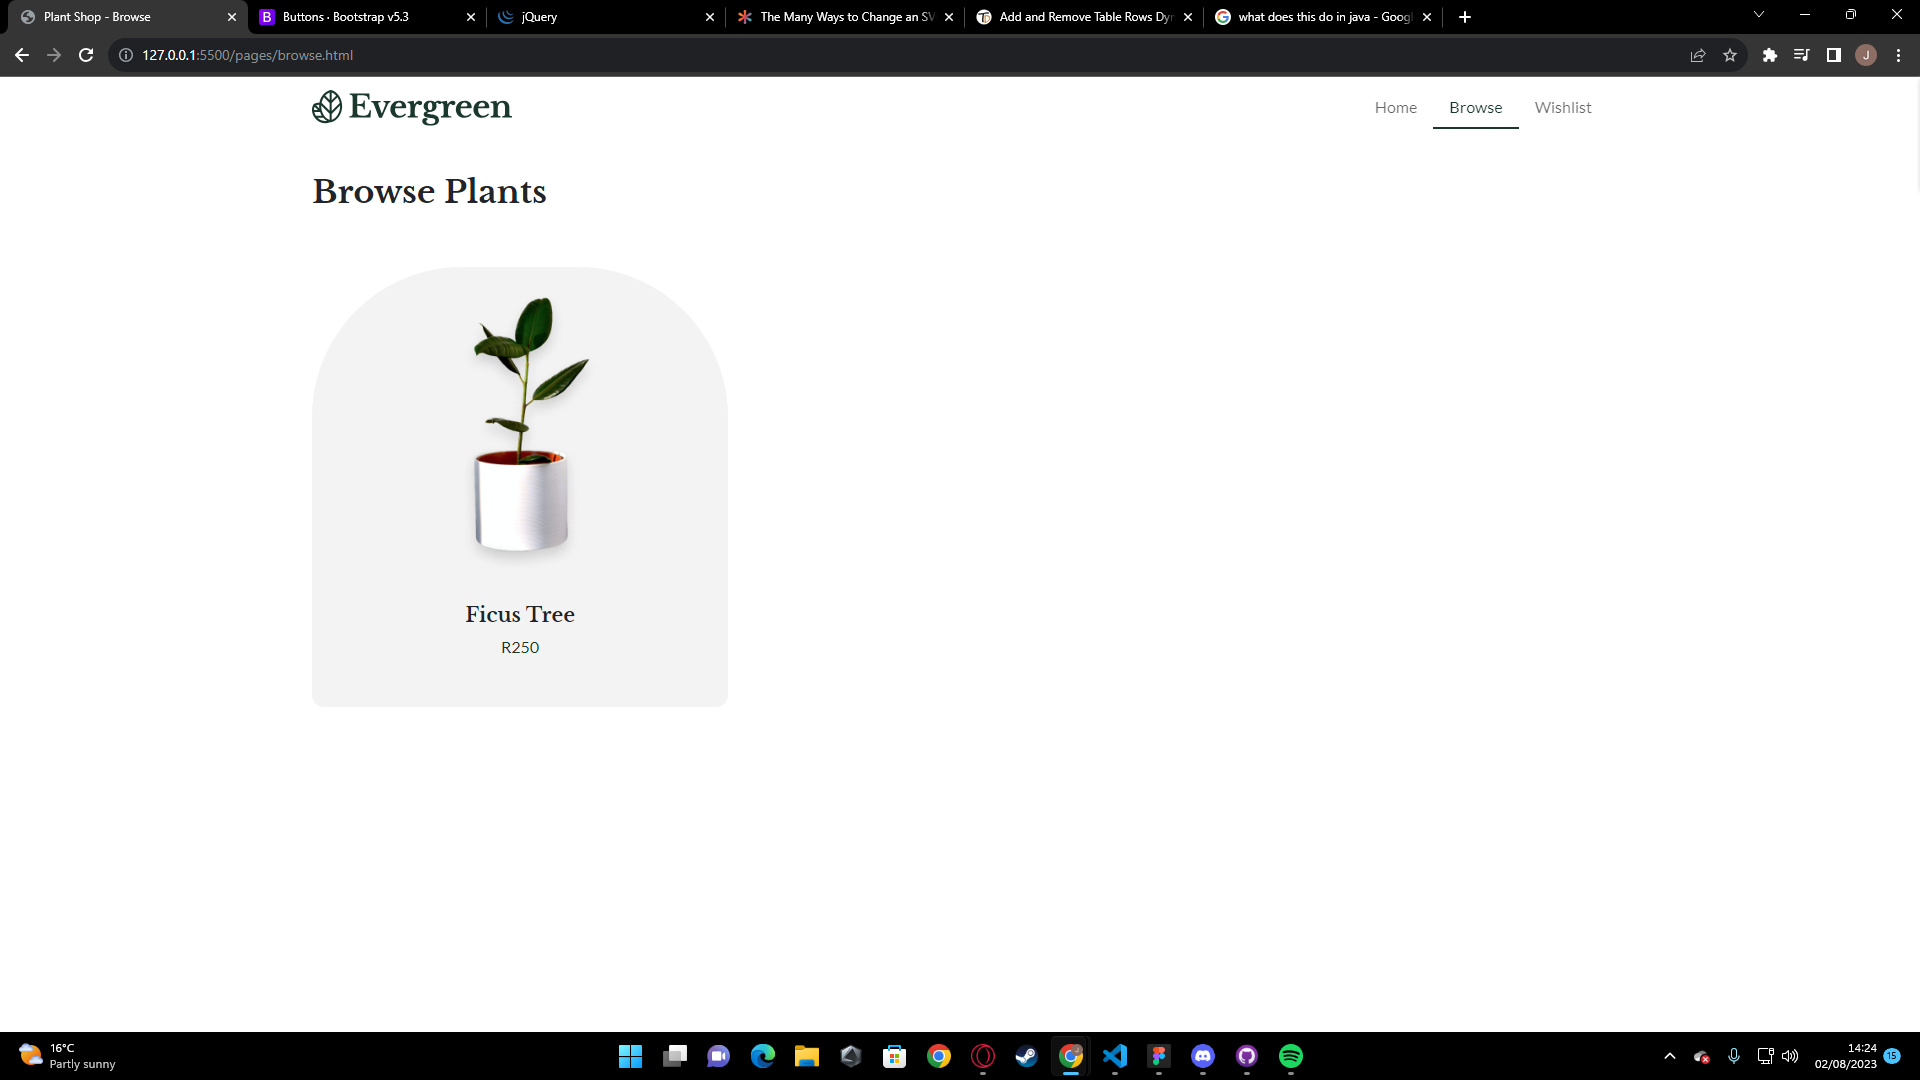 Plant Shop - Browse
Buttons · Bootstrap v5.3
jQuery
The Many Ways to Change an SV
Add and Remove Table Rows Dyn
what does this do in java - Googl
127.0.0.1:5500/pages/browse.html
J
Evergreen
Home
Browse
Wishlist
Browse Plants
Ficus Tree
R250
16°C
Partly sunny
14:24
02/08/2023
15